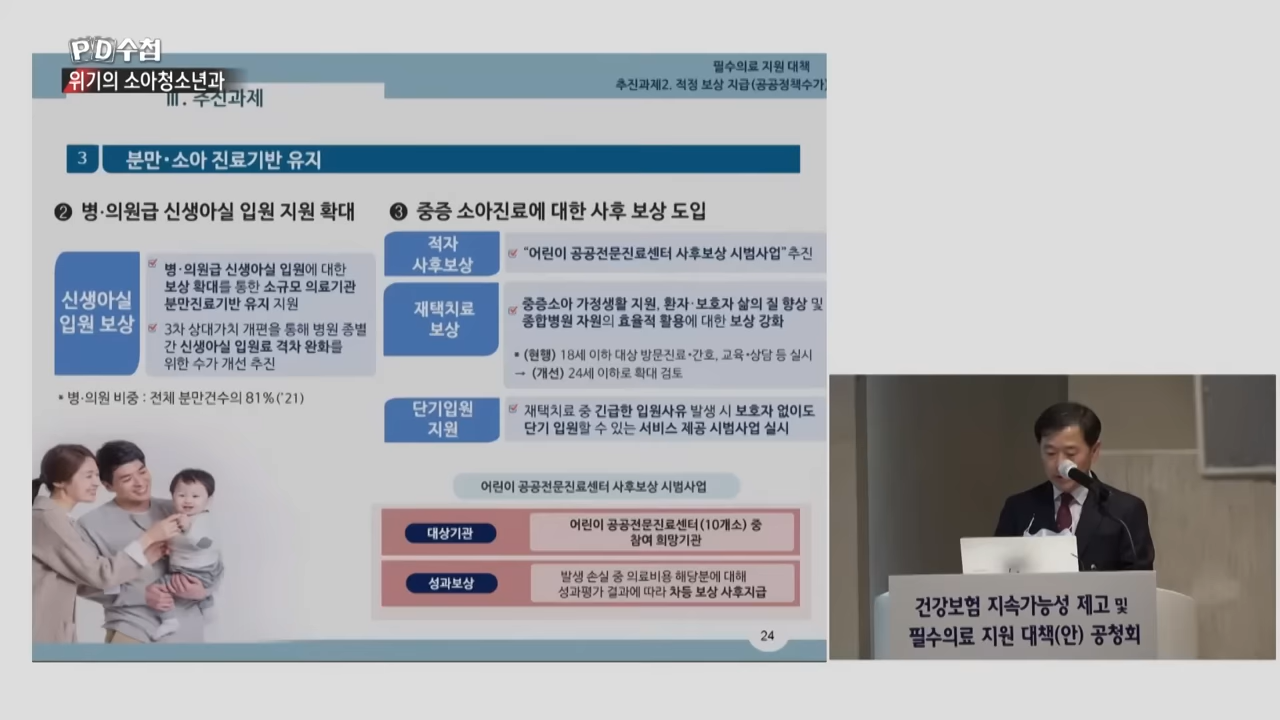 PD수첩
위기의 소아청소년과
필수의료 지원 대책
추진과제2. 적정 보상 지급(공공정책수가)
Ⅲ. 추진과제
3 분만·소아 진료기반 유지
❷ 병·의원급 신생아실 입원 지원 확대
신생아실
입원 보상
병·의원급 신생아실 입원에 대한
보상 확대를 통한 소규모 의료기관
분만진료기반 유지 지원
3차 상대가치 개편을 통해 병원 종별
간 신생아실 입원료 격차 완화를
위한 수가 개선 추진
▪ 병·의원 비중 : 전체 분만건수의 81%('21)
❸ 중증 소아진료에 대한 사후 보상 도입
적자
사후보상
“어린이 공공전문진료센터 사후보상 시범사업” 추진
재택치료
보상
중증소아 가정생활 지원, 환자·보호자 삶의 질 향상 및
종합병원 자원의 효율적 활용에 대한 보상 강화
▪ (현행) 18세 이하 대상 방문진료·간호, 교육·상담 등 실시
→ (개선) 24세 이하로 확대 검토
단기입원
지원
재택치료 중 긴급한 입원사유 발생 시 보호자 없이도
단기 입원할 수 있는 서비스 제공 시범사업 실시
어린이 공공전문진료센터 사후보상 시범사업
대상기관
어린이 공공전문진료센터(10개소) 중
참여 희망기관
성과보상
발생 손실 중 의료비용 해당분에 대해
성과평가 결과에 따라 차등 보상 사후지급
24
건강보험 지속가능성 제고 및
필수의료 지원 대책(안) 공청회